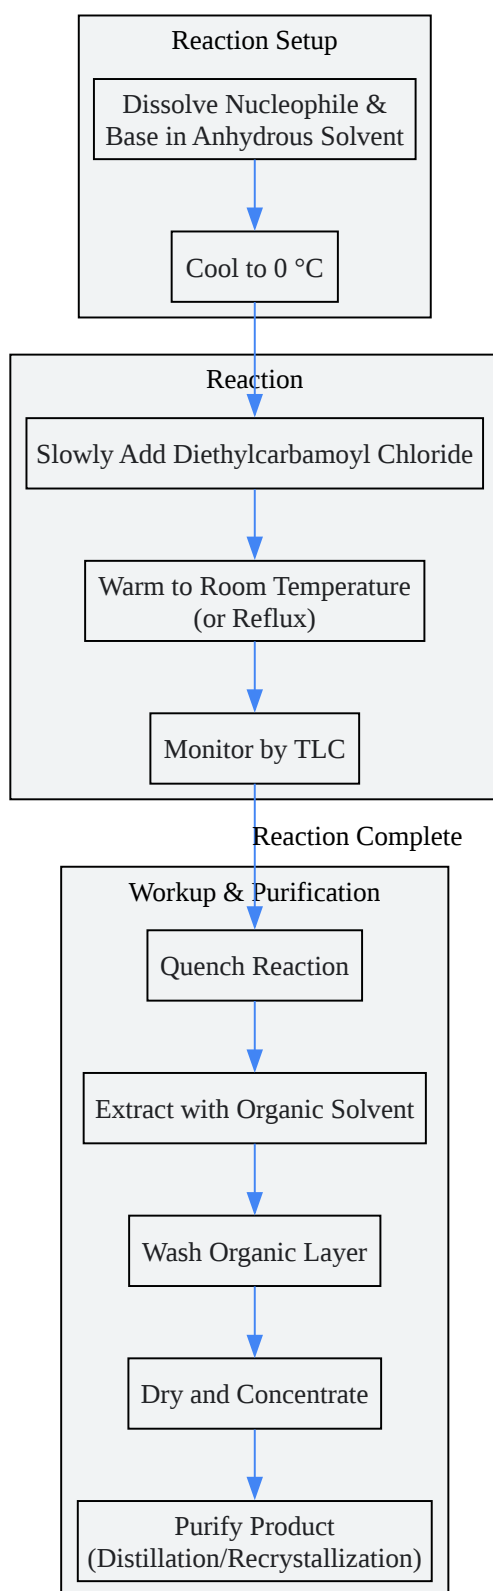 Reaction Setup
Dissolve Nucleophile &
Base in Anhydrous Solvent
Cool to 0 °C
Reaction
Slowly Add Diethylcarbamoyl Chloride
Warm to Room Temperature
(or Reflux)
Monitor by TLC
Reaction Complete
Workup & Purification
Quench Reaction
Extract with Organic Solvent
Wash Organic Layer
Dry and Concentrate
Purify Product
(Distillation/Recrystallization)